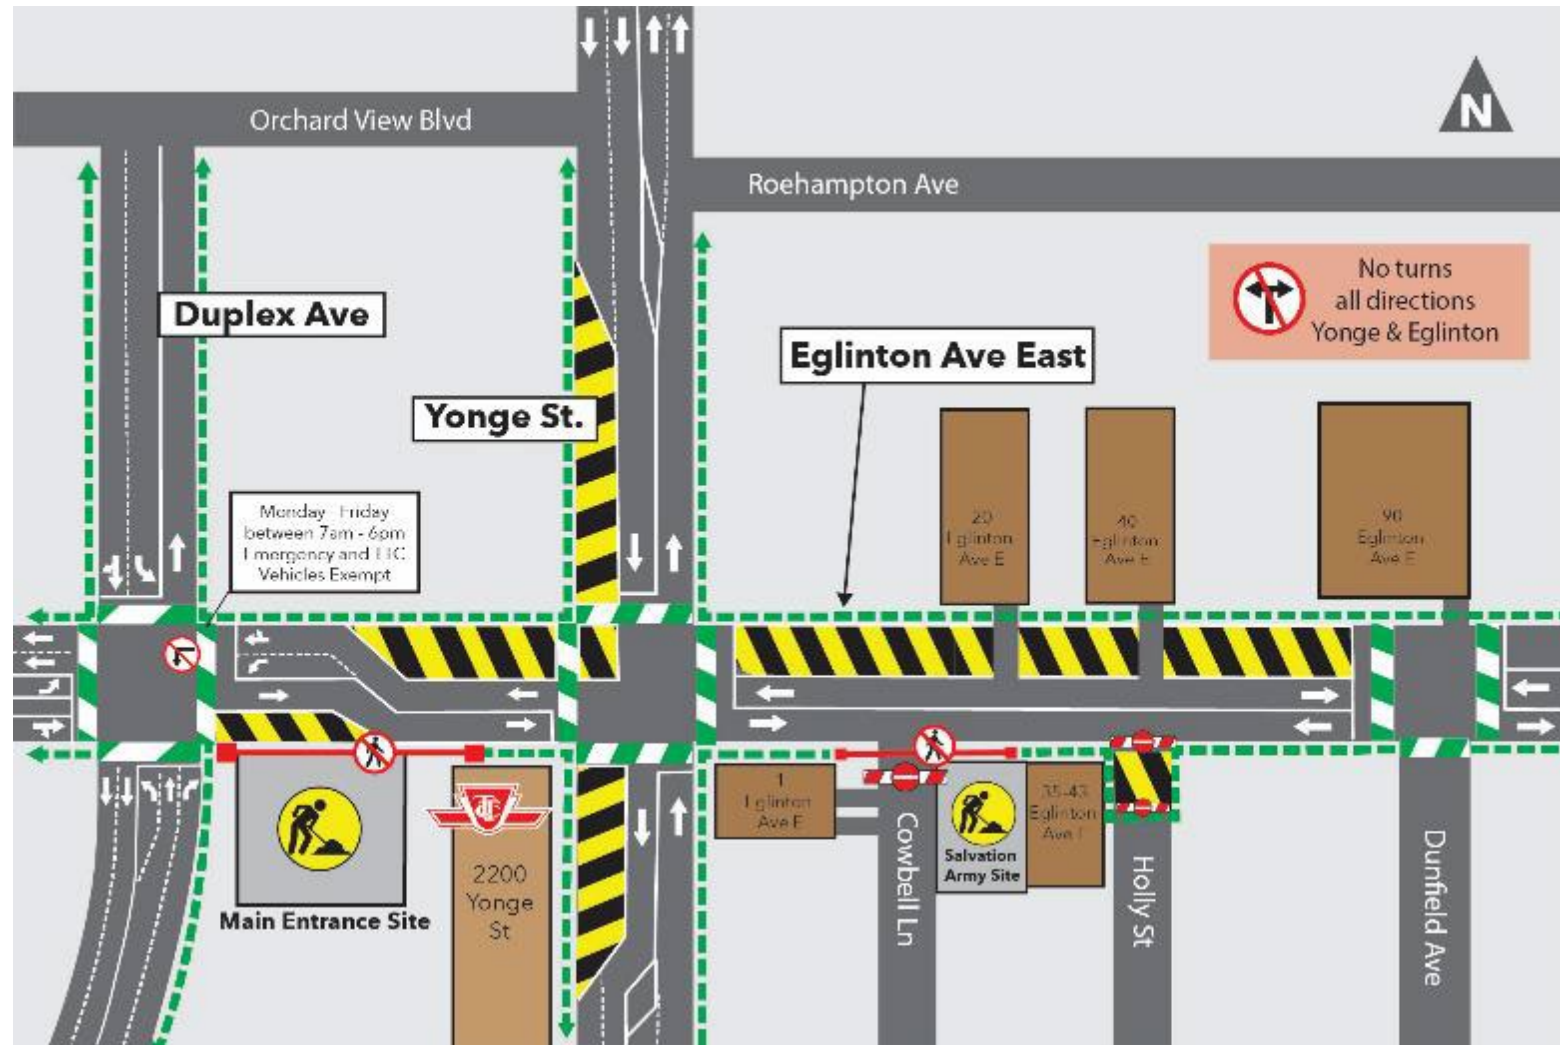 Orchard View Blvd
N
Roehampton Ave
No turns
all directions
Yonge & Eglinton
Duplex Ave
Eglinton Ave East
Yonge St.
Monday - Friday
between 7am - 6pm
Emergency and TTC
Vehicles Exempt
20
Eglinton
Ave E
40
Eglinton
Ave E
90
Eglinton
Ave E
1
Eglinton
Ave E
35-43
Eglinton
Ave E
Salvation
Army Site
2200
Yonge
St
Main Entrance Site
Cowbell Ln
Holly St
Dunfield Ave